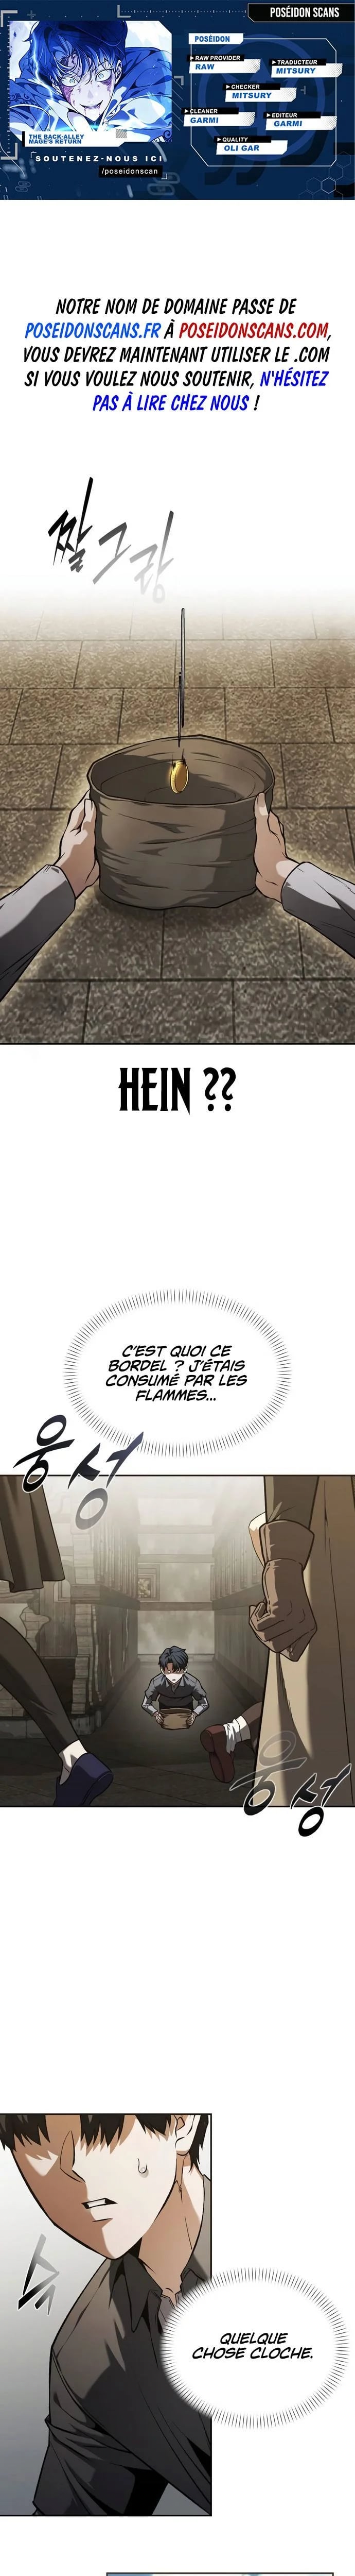 POSÉIDON SCANS
POSÉIDON
RAW PROVIDER
RAW
TRADUCTEUR
MITSURY
CHECKER
MITSURY
CLEANER
GARMI
EDITEUR
GARMI
QUALITY
OLI GAR
THE BACK-ALLEY
MAGE'S RETURN
SOUTENEZ-NOUS ICI
/poseidonscan
NOTRE NOM DE DOMAINE PASSE DE
POSEIDONSCANS.FR À POSEIDONSCANS.COM,
VOUS DEVREZ MAINTENANT UTILISER LE .COM
SI VOUS VOULEZ NOUS SOUTENIR, N'HÉSITEZ
PAS À LIRE CHEZ NOUS !
짤그랑
HEIN ??
C'EST QUOI CE
BORDEL ? J'ÉTAIS
CONSUMÉ PAR LES
FLAMMES...
웅성
웅성
QUELQUE
CHOSE CLOCHE.